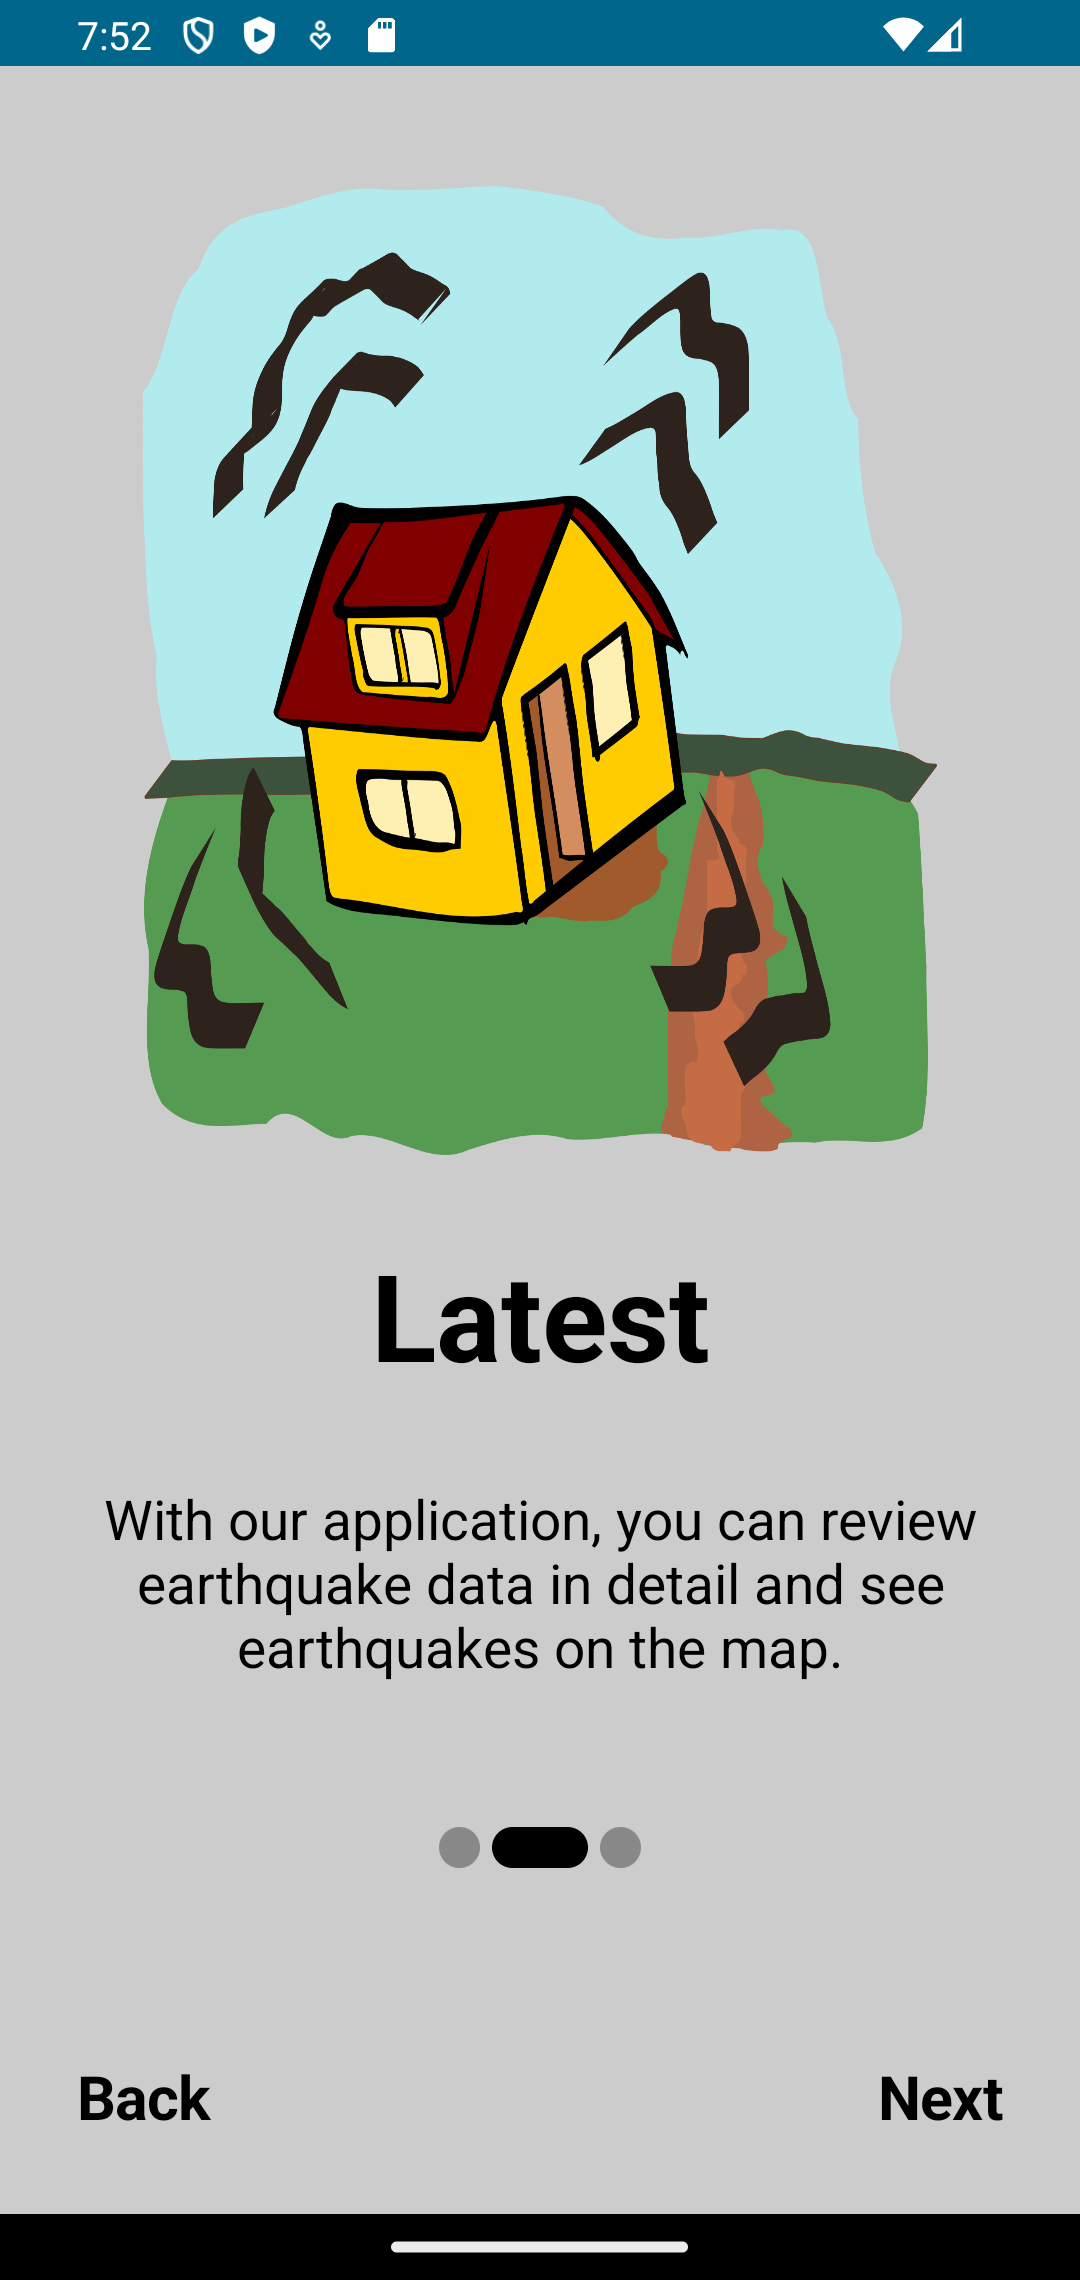 7:52
Latest
With our application, you can review
earthquake data in detail and see
earthquakes on the map.
Back
Next